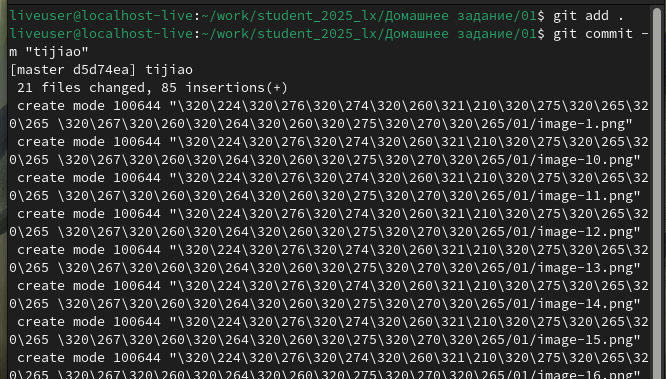 liveuser@localhost-live:~/work/student_2025_lx/Домашнее задание/01$ git add .
liveuser@localhost-live:~/work/student_2025_lx/Домашнее задание/01$ git commit -
m "tijiao"
[master d5d74ea] tijiao
 21 files changed, 85 insertions(+)
 create mode 100644 "\320\224\320\276\320\274\320\260\321\210\320\275\320\265\32
0\265 \320\267\320\260\320\264\320\260\320\275\320\270\320\265/01/image-1.png"
 create mode 100644 "\320\224\320\276\320\274\320\260\321\210\320\275\320\265\32
0\265 \320\267\320\260\320\264\320\260\320\275\320\270\320\265/01/image-10.png"
 create mode 100644 "\320\224\320\276\320\274\320\260\321\210\320\275\320\265\32
0\265 \320\267\320\260\320\264\320\260\320\275\320\270\320\265/01/image-11.png"
 create mode 100644 "\320\224\320\276\320\274\320\260\321\210\320\275\320\265\32
0\265 \320\267\320\260\320\264\320\260\320\275\320\270\320\265/01/image-12.png"
 create mode 100644 "\320\224\320\276\320\274\320\260\321\210\320\275\320\265\32
0\265 \320\267\320\260\320\264\320\260\320\275\320\270\320\265/01/image-13.png"
 create mode 100644 "\320\224\320\276\320\274\320\260\321\210\320\275\320\265\32
0\265 \320\267\320\260\320\264\320\260\320\275\320\270\320\265/01/image-14.png"
 create mode 100644 "\320\224\320\276\320\274\320\260\321\210\320\275\320\265\32
0\265 \320\267\320\260\320\264\320\260\320\275\320\270\320\265/01/image-15.png"
 create mode 100644 "\320\224\320\276\320\274\320\260\321\210\320\275\320\265\32
0\265 \320\267\320\260\320\264\320\260\320\275\320\270\320\265/01/image-16.png"